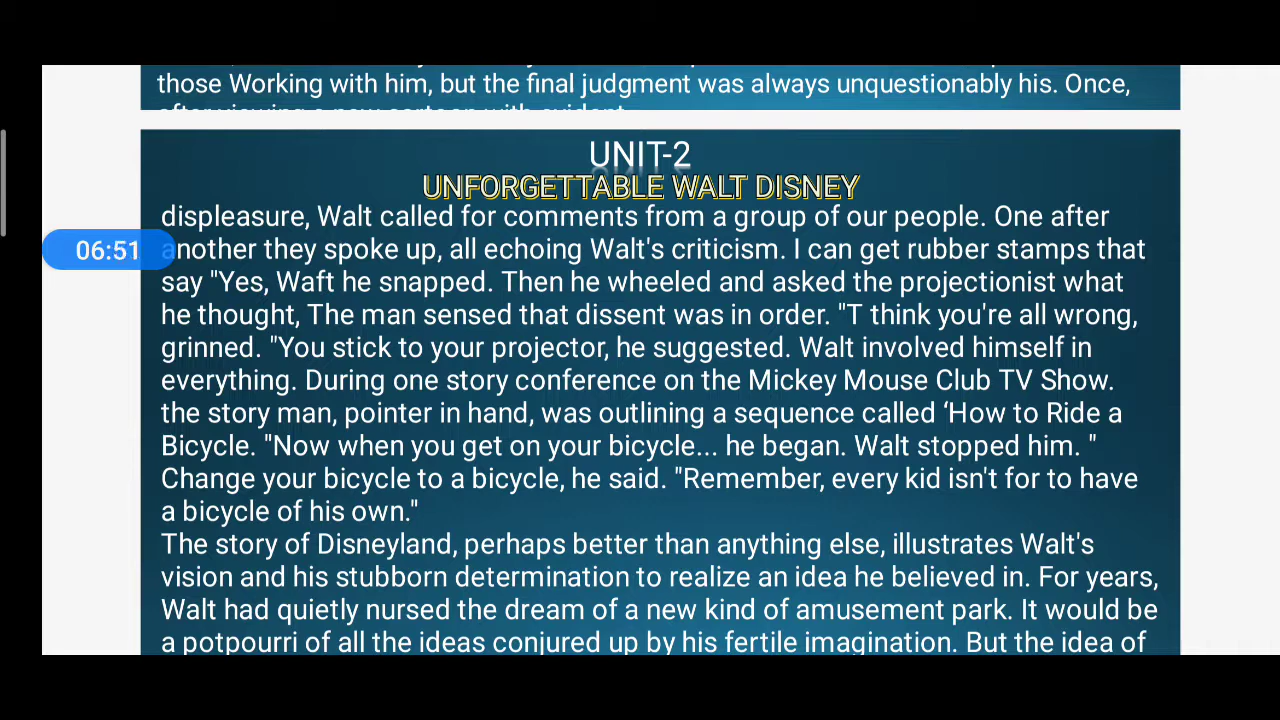 those Working with him, but the final judgment was always unquestionably his. Once,
after viewing a new cartoon with evident
UNIT-2
UNFORGETTABLE WALT DISNEY
displeasure, Walt called for comments from a group of our people. One after
another they spoke up, all echoing Walt's criticism. I can get rubber stamps that
06:51
say "Yes, Waft he snapped. Then he wheeled and asked the projectionist what
he thought, The man sensed that dissent was in order. "T think you're all wrong,
grinned. "You stick to your projector, he suggested. Walt involved himself in
everything. During one story conference on the Mickey Mouse Club TV Show.
the story man, pointer in hand, was outlining a sequence called ‘How to Ride a
Bicycle. "Now when you get on your bicycle... he began. Walt stopped him. "
Change your bicycle to a bicycle, he said. "Remember, every kid isn't for to have
a bicycle of his own."
The story of Disneyland, perhaps better than anything else, illustrates Walt's
vision and his stubborn determination to realize an idea he believed in. For years,
Walt had quietly nursed the dream of a new kind of amusement park. It would be
a potpourri of all the ideas conjured up by his fertile imagination. But the idea of